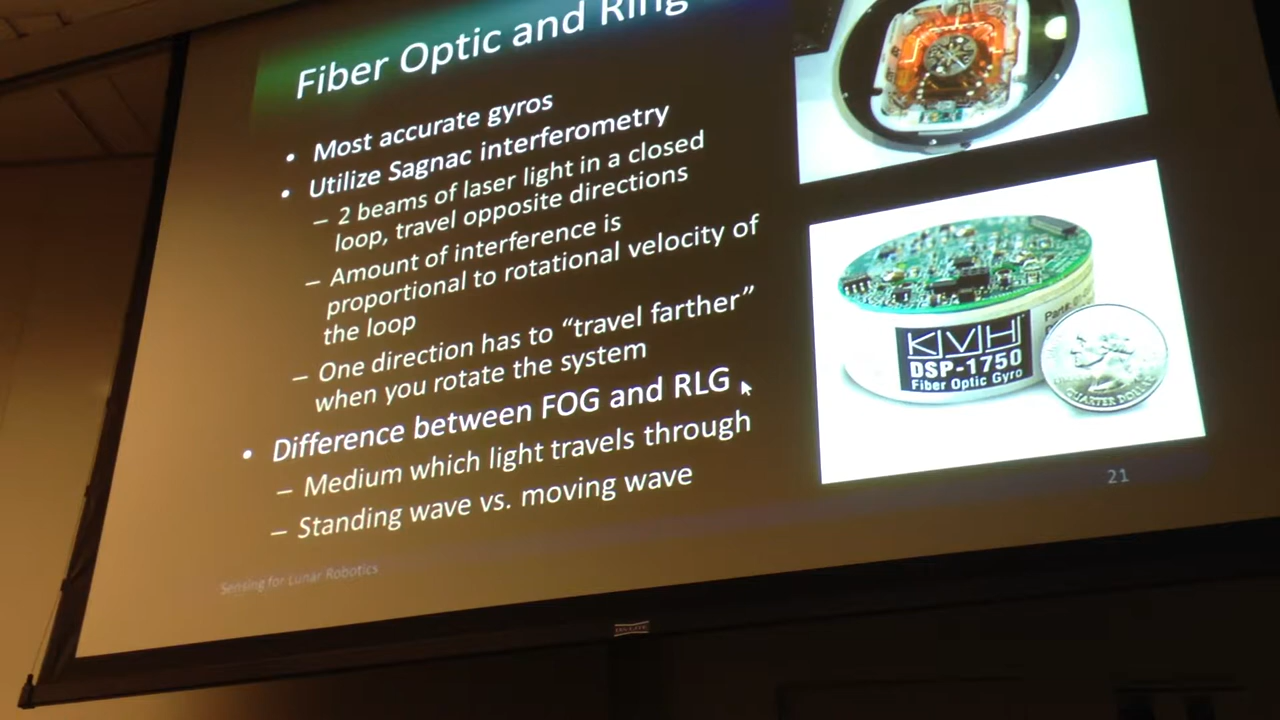 Fiber Optic and Ring
• Most accurate gyros
• Utilize Sagnac interferometry
– 2 beams of laser light in a closed
loop, travel opposite directions
– Amount of interference is
proportional to rotational velocity of
the loop
– One direction has to “travel farther”
when you rotate the system
• Difference between FOG and RLG
– Medium which light travels through
– Standing wave vs. moving wave
KVH
DSP-1750
Fiber Optic Gyro
QUARTER DOLLAR
21
Sensing for Lunar Robotics